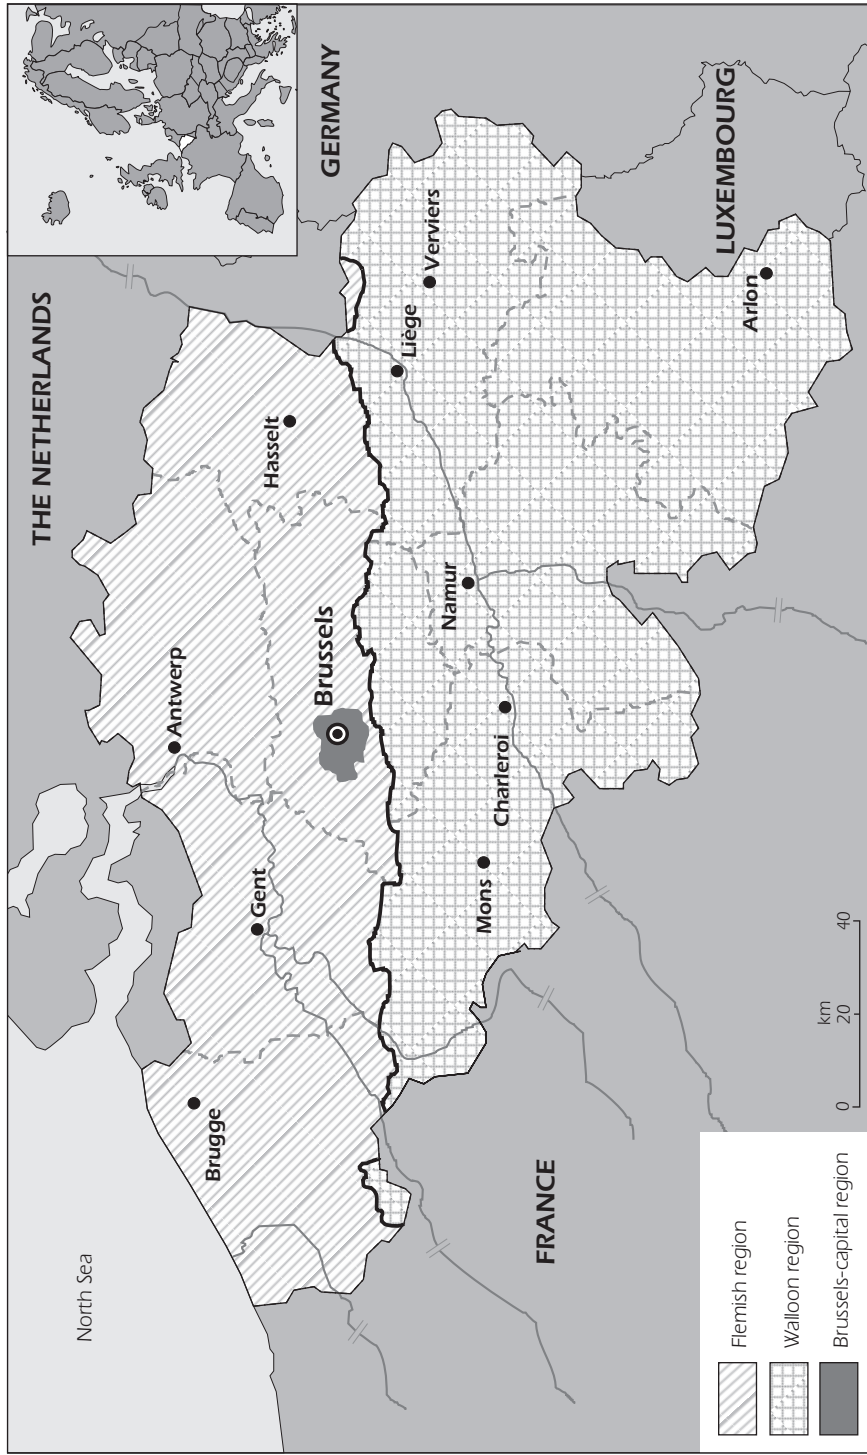 North Sea
THE NETHERLANDS
GERMANY
LUXEMBOURG
FRANCE
Brugge
Gent
Antwerp
Brussels
Hasselt
Mons
Charleroi
Namur
Liège
Verviers
Arlon
Flemish region
Walloon region
Brussels-capital region
km
0 20 40